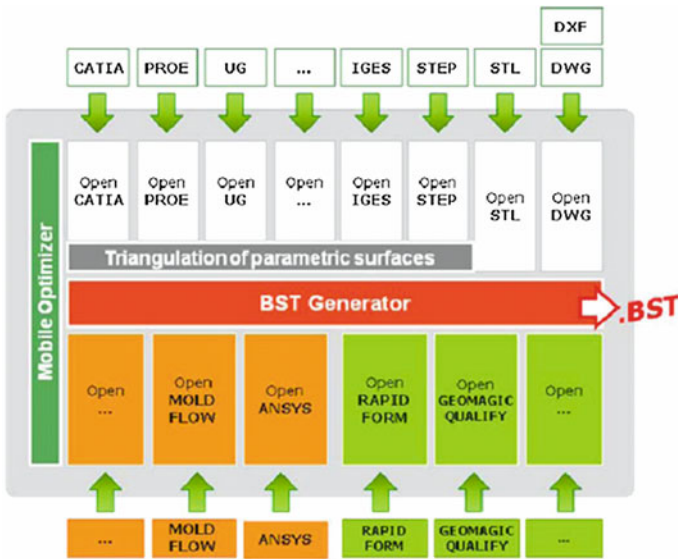 DXF
CATIA PROE UG ... IGES STEP STL DWG
Open CATIA
Open PROE
Open UG
Open ...
Open IGES
Open STEP
Open STL
Open DWG
Mobile Optimizer
Triangulation of parametric surfaces
BST Generator
.BST
Open ...
Open MOLD FLOW
Open ANSYS
Open RAPID FORM
Open GEOMAGIC QUALIFY
Open ...
...
MOLD FLOW
ANSYS
RAPID FORM
GEOMAGIC QUALIFY
...